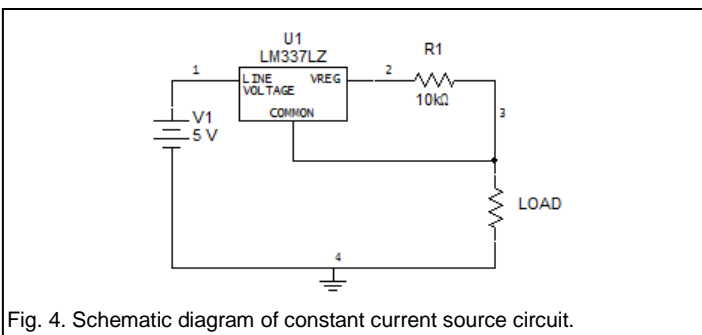 U1
LM337LZ
R1
1
LINE VREG
VOLTAGE
COMMON
2
10kΩ
3
V1
5 V
LOAD
4
Fig. 4. Schematic diagram of constant current source circuit.